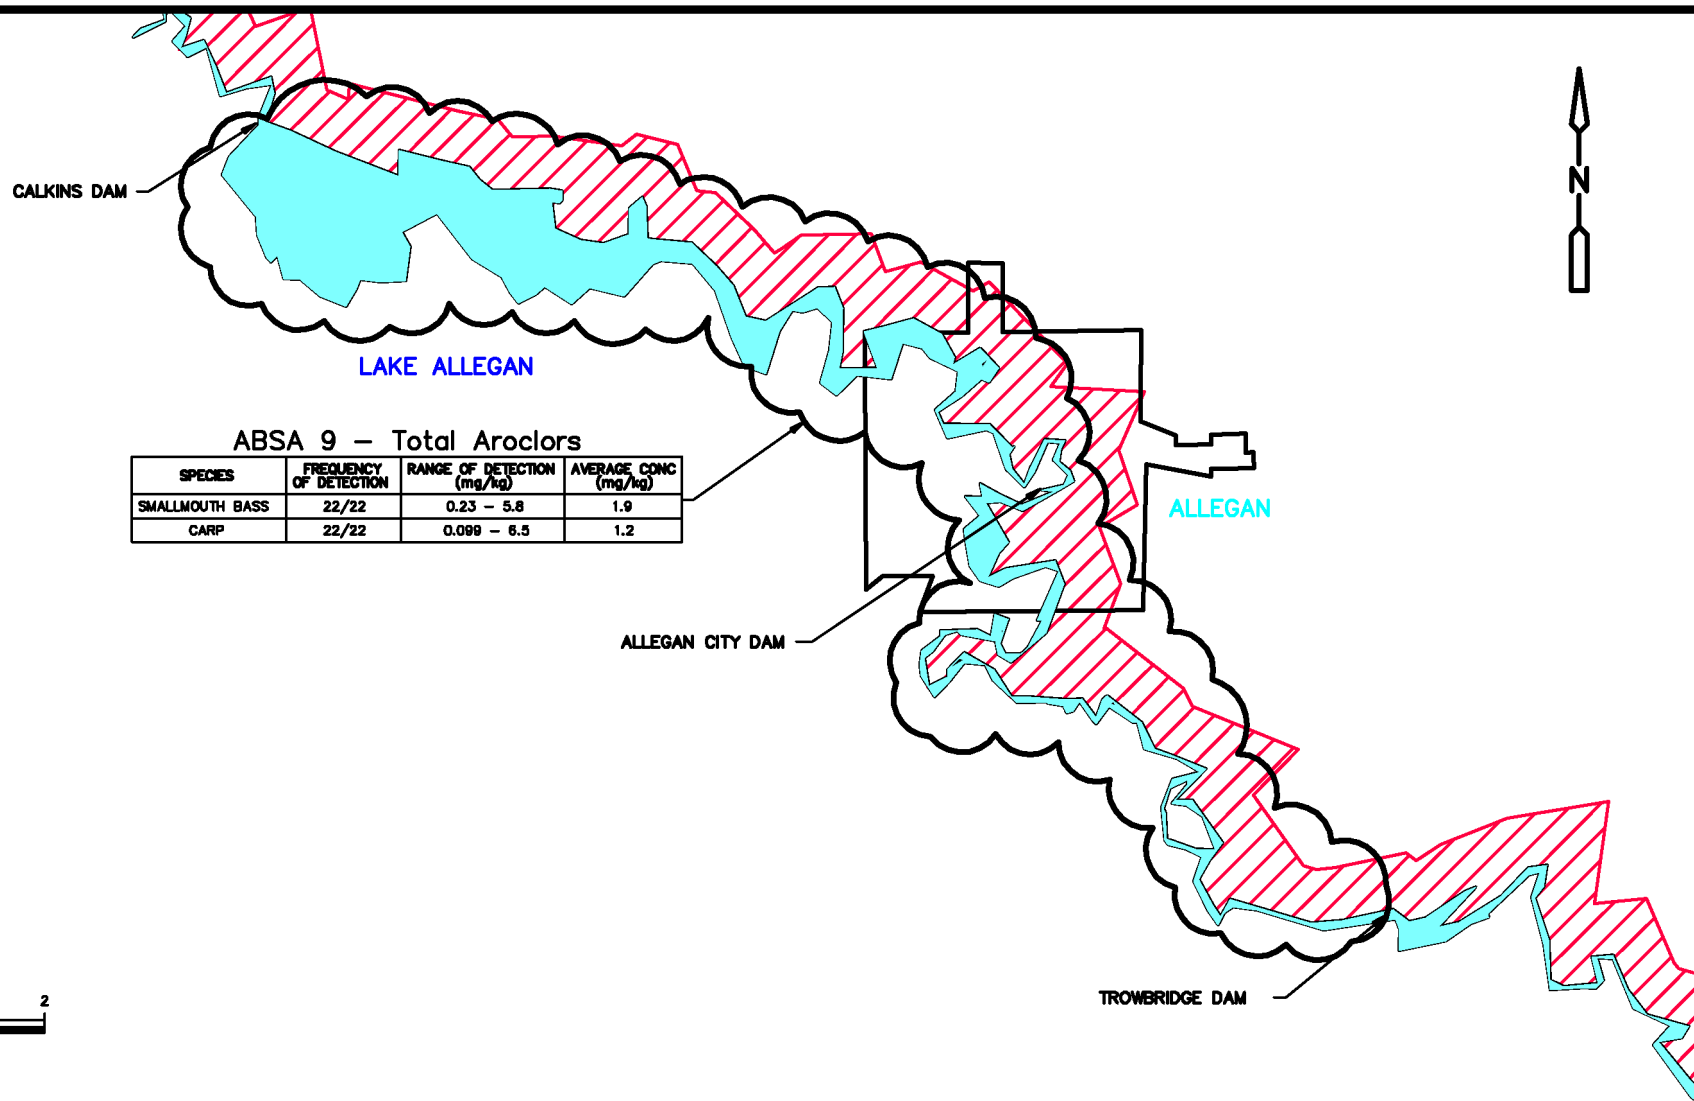 N
CALKINS DAM
LAKE ALLEGAN
ABSA 9 – Total Aroclors
SPECIES FREQUENCY OF DETECTION RANGE OF DETECTION (mg/kg) AVERAGE CONC (mg/kg)
SMALLMOUTH BASS 22/22 0.23 – 5.8 1.9
CARP 22/22 0.099 – 6.5 1.2
ALLEGAN
ALLEGAN CITY DAM
TROWBRIDGE DAM
2